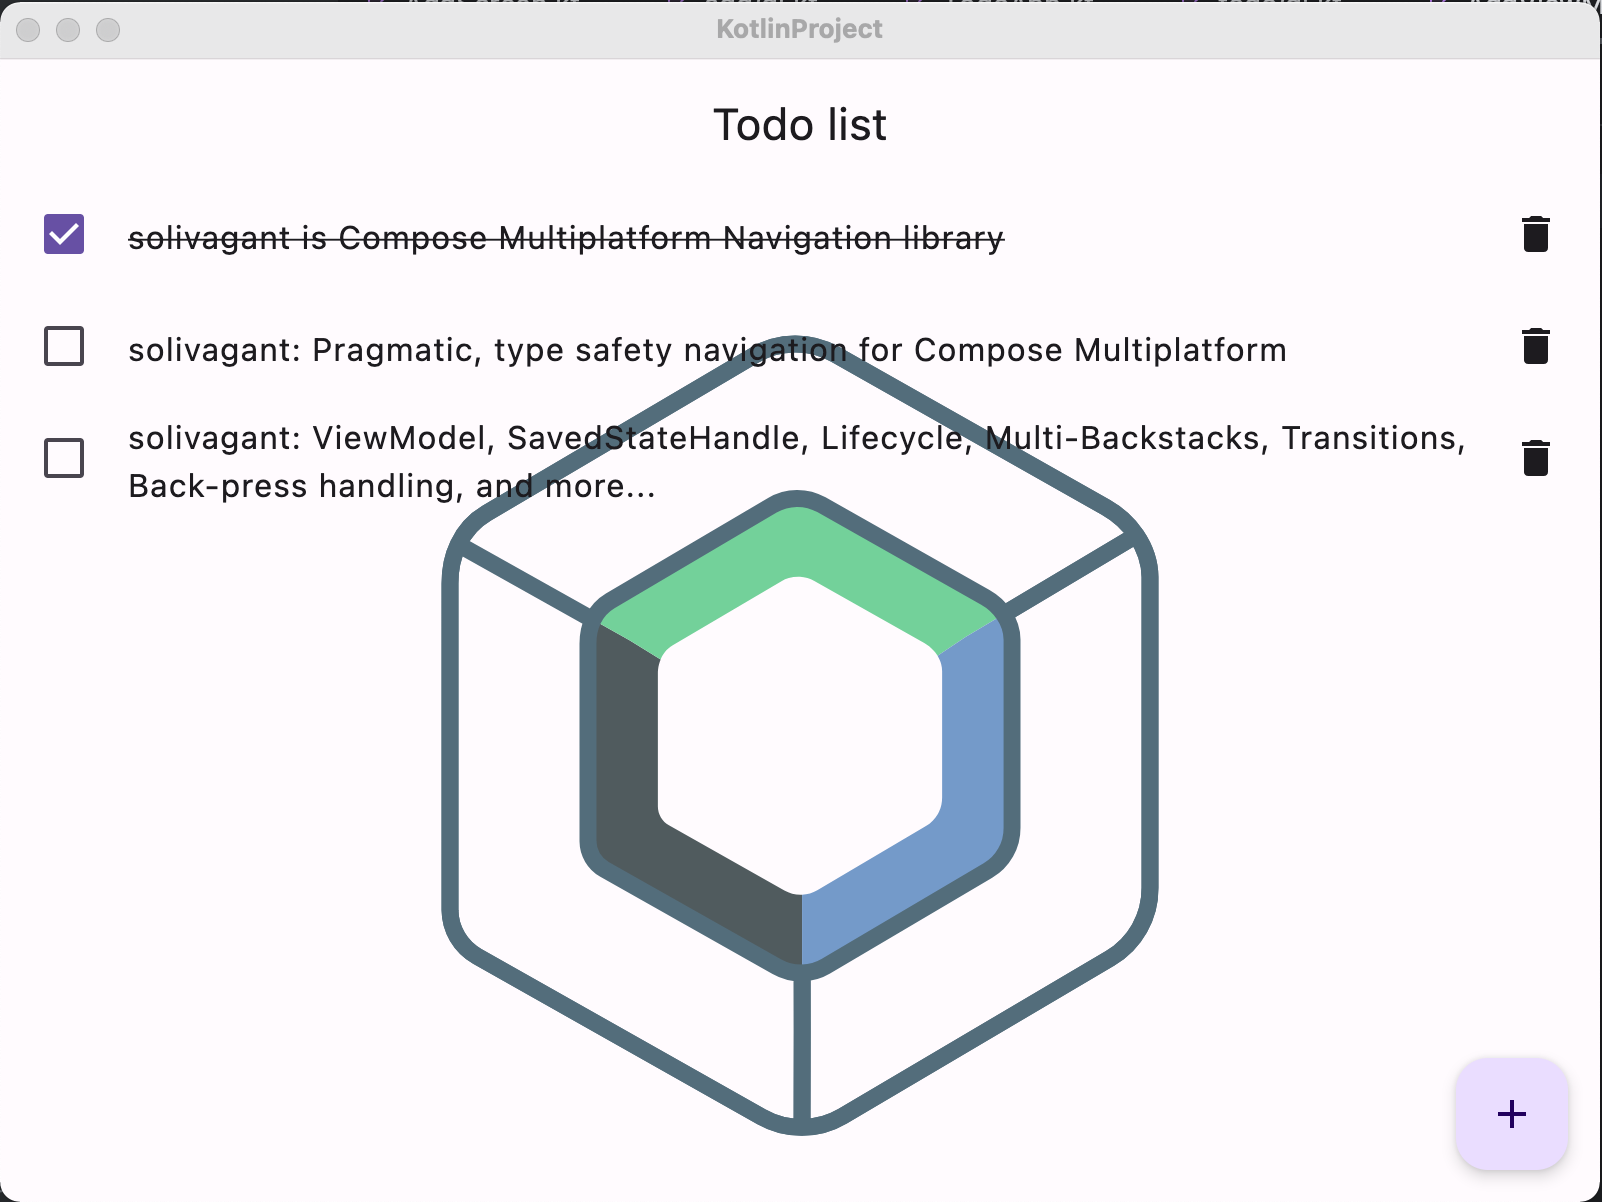 KotlinProject
Todo list
solivagant is Compose Multiplatform Navigation library
solivagant: Pragmatic, type safety navigation for Compose Multiplatform
solivagant: ViewModel, SavedStateHandle, Lifecycle, Multi-Backstacks, Transitions,
Back-press handling, and more...
+